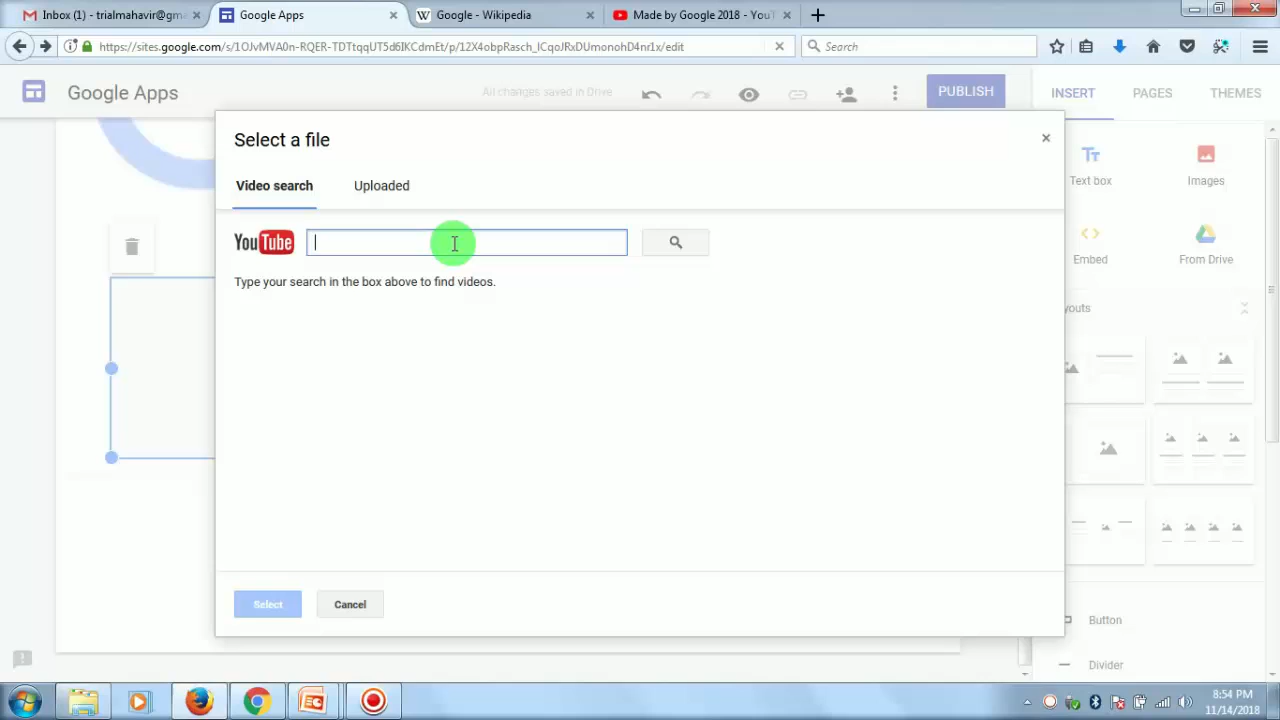 Inbox (1) - trialmahavir@gma
Google Apps
Google - Wikipedia
Made by Google 2018 - YouT
https://sites.google.com/s/1OJvMVA0n-RQER-TDTtqqUT5d6IKCdmEt/p/12X4obpRasch_ICqoJRxDUmonohD4nr1x/edit
Search
Google Apps
All changes saved in Drive
PUBLISH
INSERT
PAGES
THEMES
Select a file
Video search
Uploaded
YouTube
Type your search in the box above to find videos.
Select
Cancel
Text box
Images
Embed
From Drive
youts
Button
Divider
8:54 PM
11/14/2018